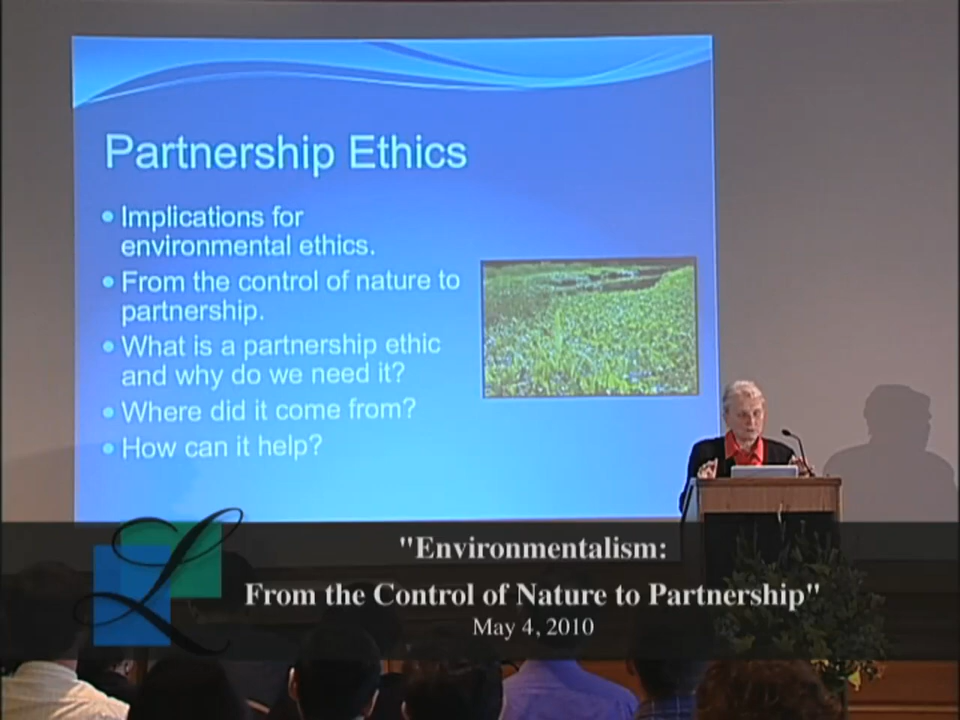 Partnership Ethics
• Implications for
environmental ethics.
• From the control of nature to
partnership.
• What is a partnership ethic
and why do we need it?
• Where did it come from?
• How can it help?
L
"Environmentalism:
From the Control of Nature to Partnership"
May 4, 2010